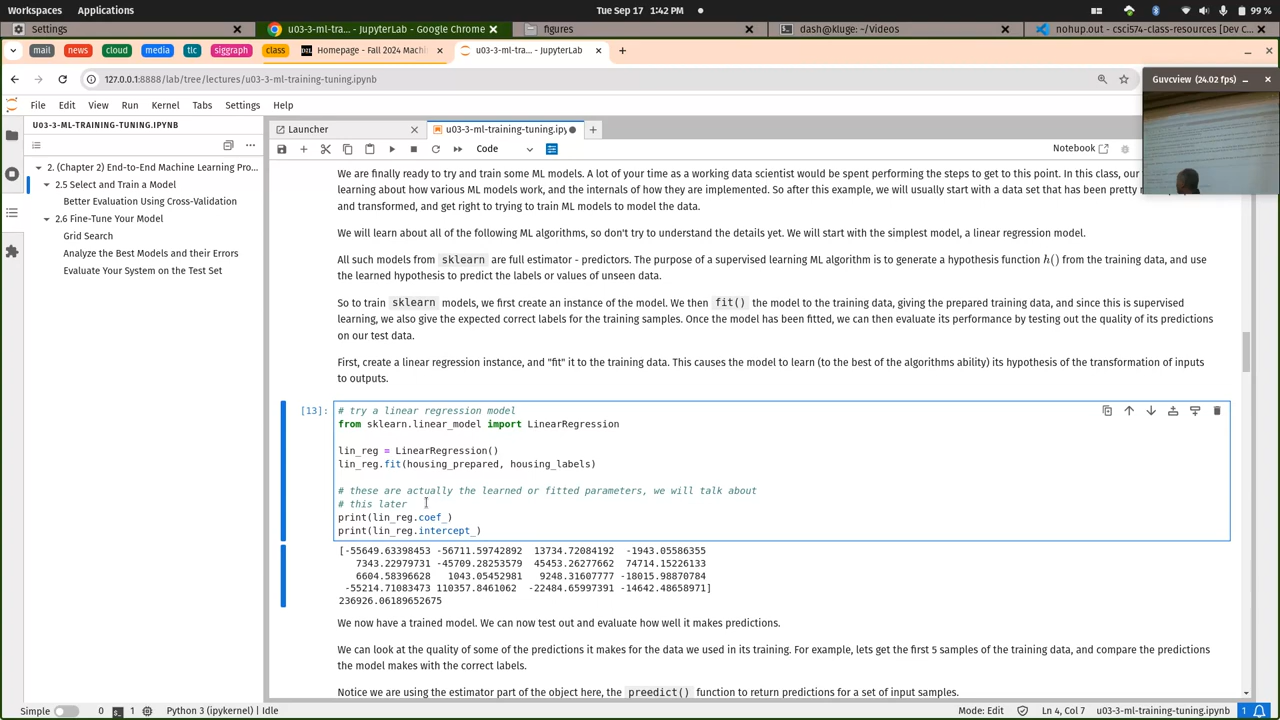 Workspaces Applications Tue Sep 17 1:42 PM 99 %
Settings u03-3-ml-tra... - JupyterLab - Google Chrome figures dash@kluge: ~/Videos nohup.out - csci574-class-resources [Dev C...
mail news cloud media tlc siggraph class Homepage - Fall 2024 Machi u03-3-ml-tra... - JupyterLab
127.0.0.1:8888/lab/tree/lectures/u03-3-ml-training-tuning.ipynb
Guvcview (24.02 fps)
File Edit View Run Kernel Tabs Settings Help
U03-3-ML-TRAINING-TUNING.IPYNB
Launcher u03-3-ml-training-tuning.ipy
Code Notebook
2. (Chapter 2) End-to-End Machine Learning Pro...
2.5 Select and Train a Model
Better Evaluation Using Cross-Validation
2.6 Fine-Tune Your Model
Grid Search
Analyze the Best Models and their Errors
Evaluate Your System on the Test Set
We are finally ready to try and train some ML models. A lot of your time as a working data scientist would be spent performing the steps to get to this point. In this class, our
learning about how various ML models work, and the internals of how they are implemented. So after this example, we will usually start with a data set that has been pretty
and transformed, and get right to trying to train ML models to model the data.
We will learn about all of the following ML algorithms, so don't try to understand the details yet. We will start with the simplest model, a linear regression model.
All such models from sklearn are full estimator - predictors. The purpose of a supervised learning ML algorithm is to generate a hypothesis function h() from the training data, and use
the learned hypothesis to predict the labels or values of unseen data.
So to train sklearn models, we first create an instance of the model. We then fit() the model to the training data, giving the prepared training data, and since this is supervised
learning, we also give the expected correct labels for the training samples. Once the model has been fitted, we can then evaluate its performance by testing out the quality of its predictions
on our test data.
First, create a linear regression instance, and "fit" it to the training data. This causes the model to learn (to the best of the algorithms ability) its hypothesis of the transformation of inputs
to outputs.
[13]: # try a linear regression model
from sklearn.linear_model import LinearRegression
lin_reg = LinearRegression()
lin_reg.fit(housing_prepared, housing_labels)
# these are actually the learned or fitted parameters, we will talk about
# this later
print(lin_reg.coef_)
print(lin_reg.intercept_)
[-55649.63398453 -56711.59742892 13734.72084192 -1943.05586355
7343.22979731 -45709.28253579 45453.26277662 74714.15226133
6604.58396628 1043.05452981 9248.31607777 -18015.98870784
-55214.71083473 110357.8461062 -22484.65997391 -14642.48658971]
236926.06189652675
We now have a trained model. We can now test out and evaluate how well it makes predictions.
We can look at the quality of some of the predictions it makes for the data we used in its training. For example, lets get the first 5 samples of the training data, and compare the predictions
the model makes with the correct labels.
Notice we are using the estimator part of the object here, the preedict() function to return predictions for a set of input samples.
Simple 0 1 Python 3 (ipykernel) | Idle Mode: Edit Ln 4, Col 7 u03-3-ml-training-tuning.ipynb 1